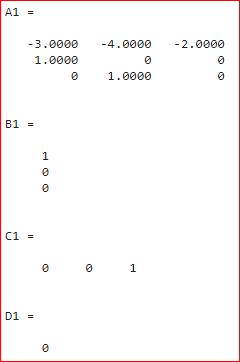 A1 =
-3.0000 -4.0000 -2.0000
1.0000 0 0
0 1.0000 0
B1 =
1
0
0
C1 =
0 0 1
D1 =
0